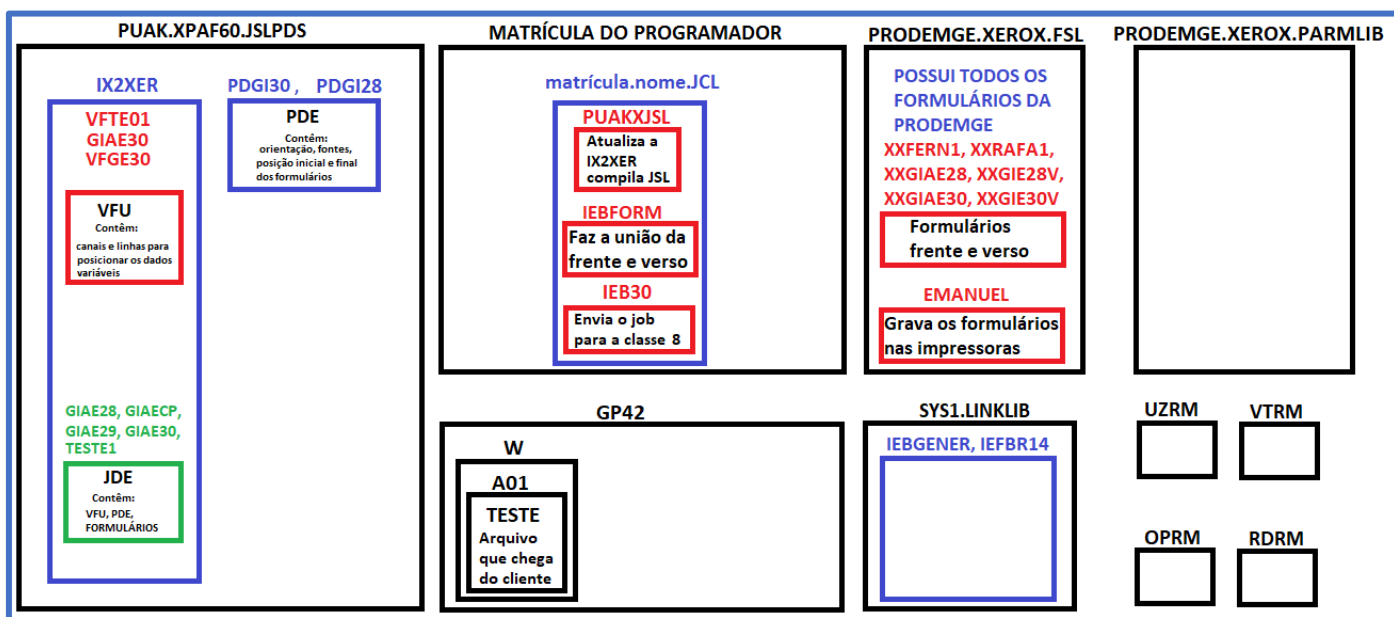 PUAK.XPAF60.JSLPDS
IX2XER
VFTE01
GIAE30
VFGE30
VFU
Contêm:
canais e linhas para
posicionar os dados
variáveis
GIAE28, GIAECP,
GIAE29, GIAE30,
TESTE1
JDE
Contêm:
VFU, PDE,
FORMULÁRIOS
PDGI30 , PDGI28
PDE
Contêm:
orientação, fontes,
posição inicial e final
dos formulários
MATRÍCULA DO PROGRAMADOR
matrícula.nome.JCL
PUAKXJSL
Atualiza a
IX2XER
compila JSL
IEBFORM
Faz a união da
frente e verso
IEB30
Envia o job
para a classe 8
PRODEMGE.XEROX.FSL
POSSUI TODOS OS
FORMULÁRIOS DA
PRODEMGE
XXFERN1, XXRAFA1,
XXGIAE28, XXGIE28V,
XXGIAE30, XXGIE30V
Formulários
frente e verso
EMANUEL
Grava os formulários
nas impressoras
PRODEMGE.XEROX.PARMLIB
GP42
W
A01
TESTE
Arquivo
que chega
do cliente
SYS1.LINKLIB
IEBGENER, IEFBR14
UZRM
VTRM
OPRM
RDRM